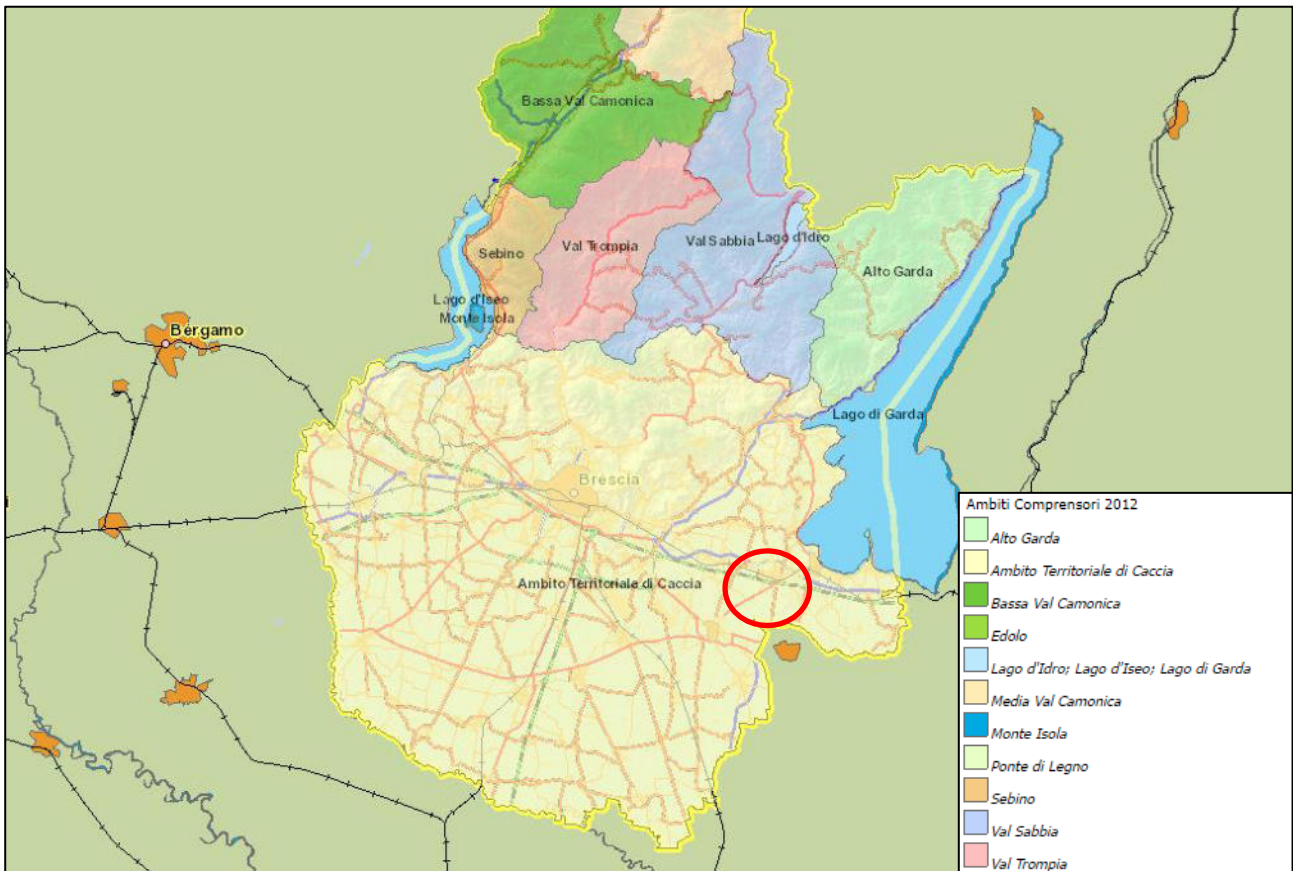 Bassa Val Camonica
Sebino
Val Trompia
Val Sabbia
Lago d'Idro
Alto Garda
Lago d'Iseo
Monte Isola
Bérgamo
Lago di Garda
Brescia
Ambito Territoriale di Caccia
i
Ambiti Comprensori 2012
Alto Garda
Ambito Territoriale di Caccia
Bassa Val Camonica
Edolo
Lago d'Idro; Lago d'Iseo; Lago di Garda
Media Val Camonica
Monte Isola
Ponte di Legno
Sebino
Val Sabbia
Val Trompia